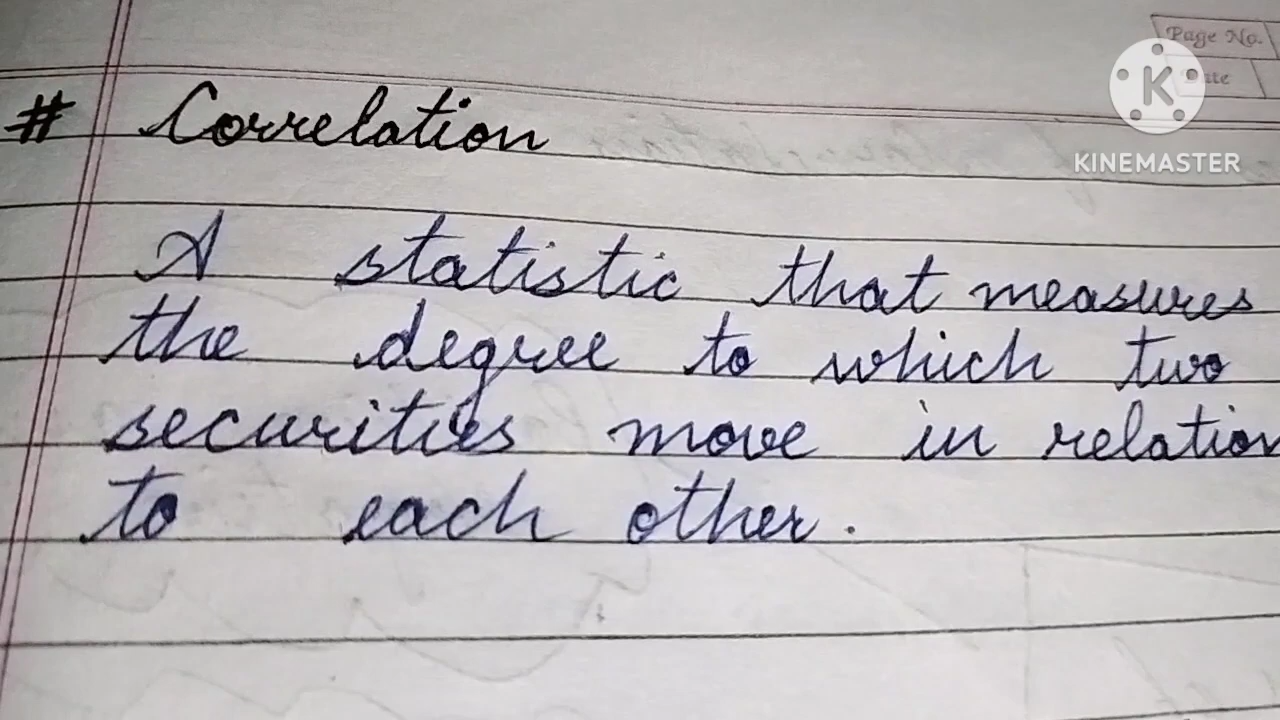 Page No.
Date
KINEMASTER
# Correlation
A statistic that measures
the degree to which two
securities move in relation
to each other.